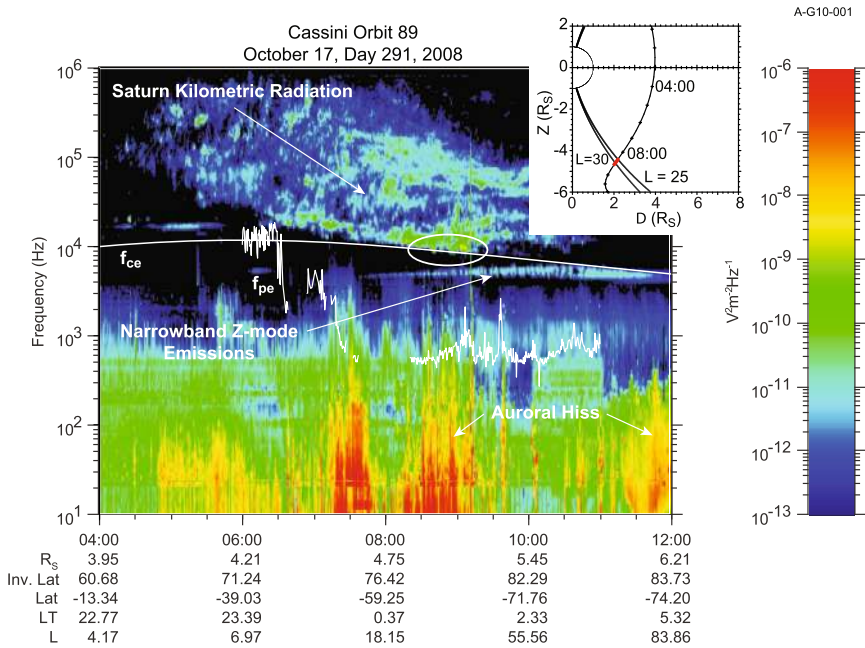 A-G10-001
Cassini Orbit 89
October 17, Day 291, 2008
Saturn Kilometric Radiation
f_ce
f_pe
Narrowband Z-mode
Emissions
Auroral Hiss
Frequency (Hz)
10^6
10^5
10^4
10^3
10^2
10^1
2
0
-2
-4
-6
Z (R_S)
04:00
08:00
L=30
L = 25
0 2 4 6 8
D (R_S)
10^-6
10^-7
10^-8
10^-9
10^-10
10^-11
10^-12
10^-13
V^2m^-2Hz^-1
04:00 06:00 08:00 10:00 12:00
R_S 3.95 4.21 4.75 5.45 6.21
Inv. Lat 60.68 71.24 76.42 82.29 83.73
Lat -13.34 -39.03 -59.25 -71.76 -74.20
LT 22.77 23.39 0.37 2.33 5.32
L 4.17 6.97 18.15 55.56 83.86